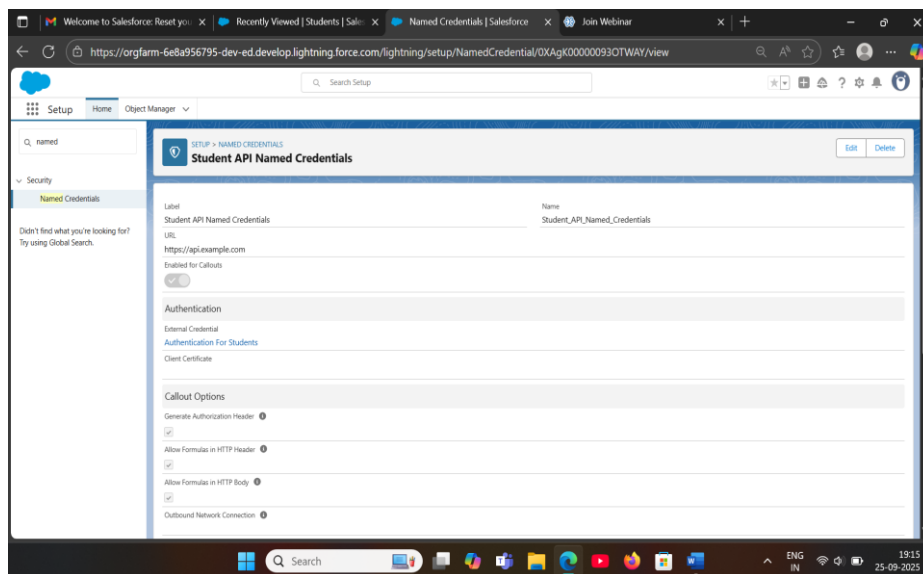 Welcome to Salesforce: Reset you
Recently Viewed | Students | Sale
Named Credentials | Salesforce
Join Webinar
https://orgfarm-6e8a956795-dev-ed.develop.lightning.force.com/lightning/setup/NamedCredential/0XAgK00000093OTWAY/view
Search Setup
Setup
Home
Object Manager
named
Security
Named Credentials
Didn't find what you're looking for?
Try using Global Search.
SETUP > NAMED CREDENTIALS
Student API Named Credentials
Edit
Delete
Label
Student API Named Credentials
Name
Student_API_Named_Credentials
URL
https://api.example.com
Enabled for Callouts
Authentication
External Credential
Authentication For Students
Client Certificate
Callout Options
Generate Authorization Header
Allow Formulas in HTTP Header
Allow Formulas in HTTP Body
Outbound Network Connection
Search
ENG
IN
19:15
25-09-2025